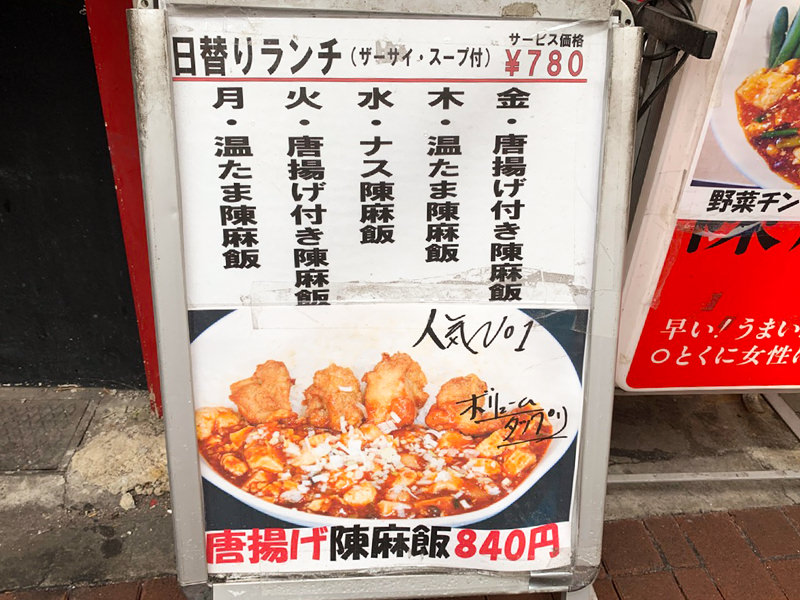 日替りランチ（ザーサイ・スープ付）
サービス価格
¥780
月・温たま陳麻飯
火・唐揚げ付き陳麻飯
水・ナス陳麻飯
木・温たま陳麻飯
金・唐揚げ付き陳麻飯
人気No1
ボリューム
タップリ
唐揚げ陳麻飯840円
野菜チン
早い！うまい
○とくに女性の